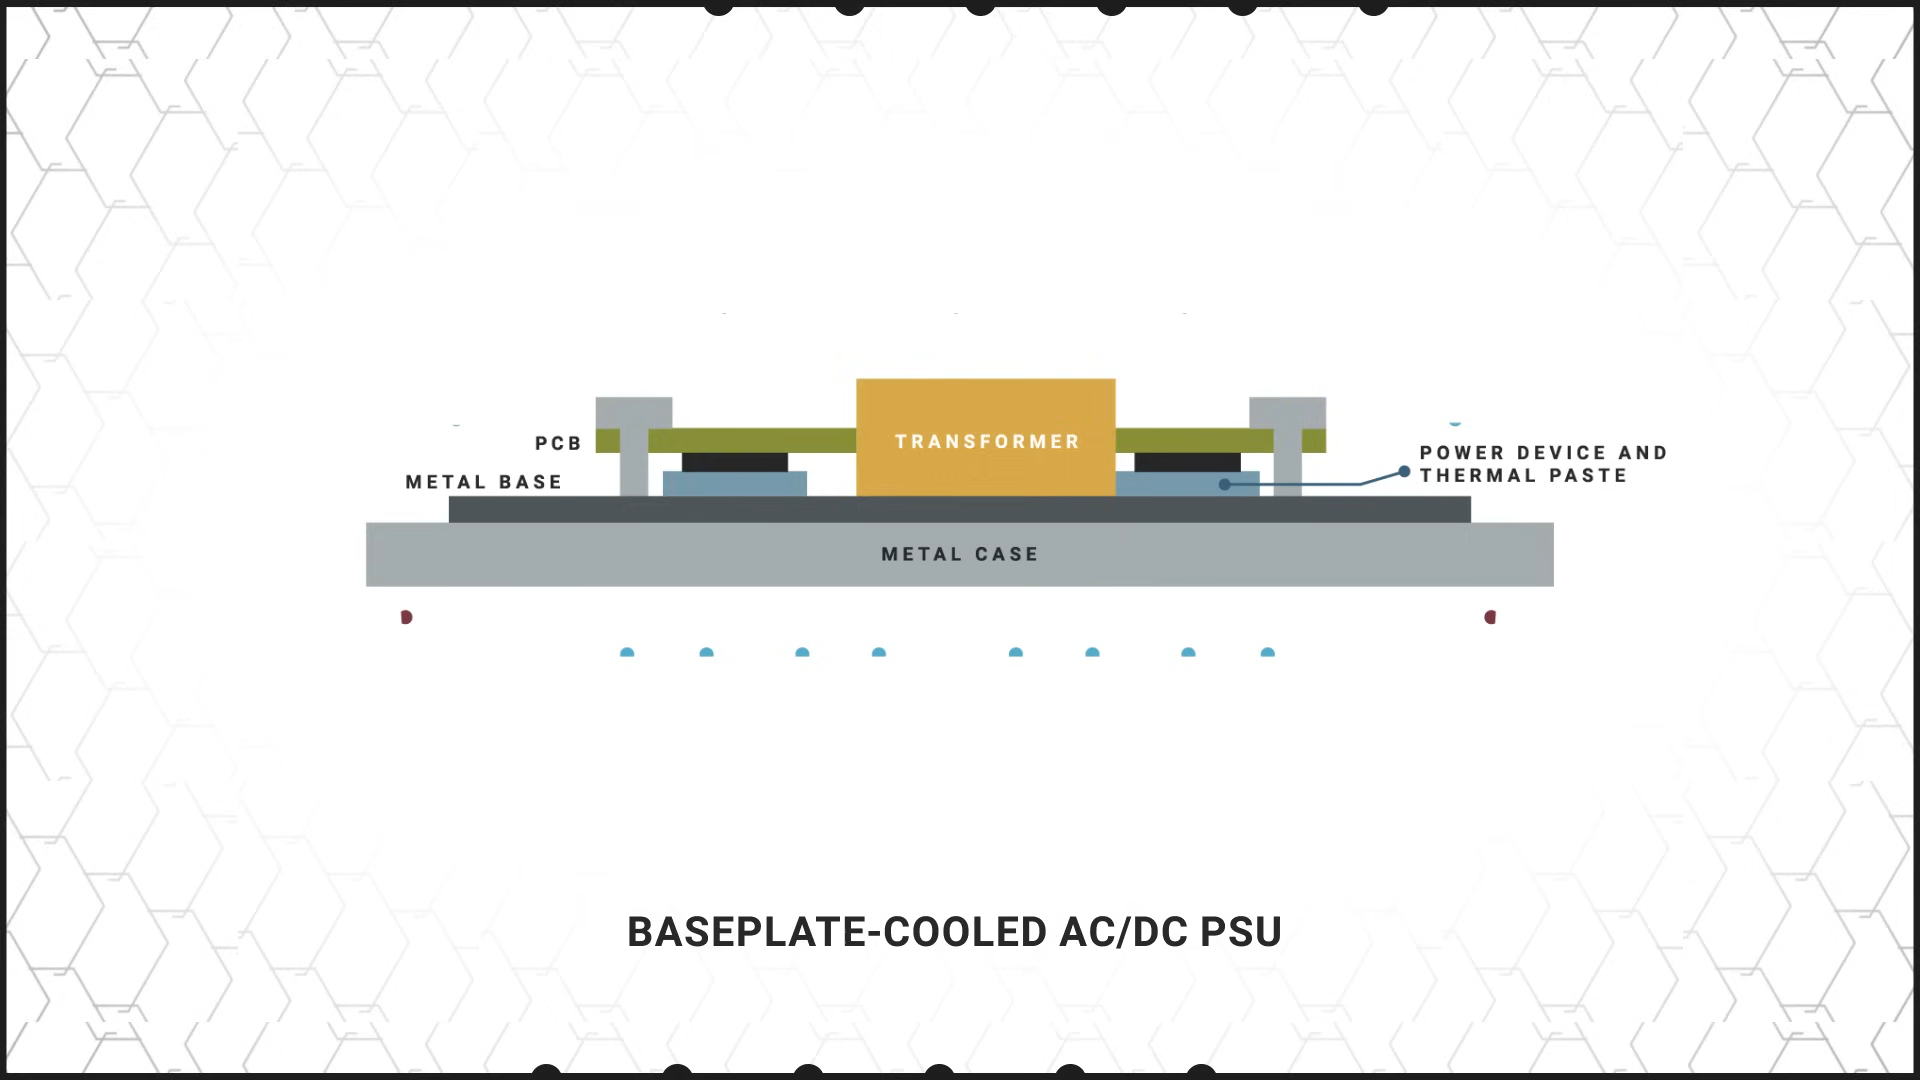 TRANSFORMER
PCB
POWER DEVICE AND
THERMAL PASTE
METAL BASE
METAL CASE
BASEPLATE-COOLED AC/DC PSU